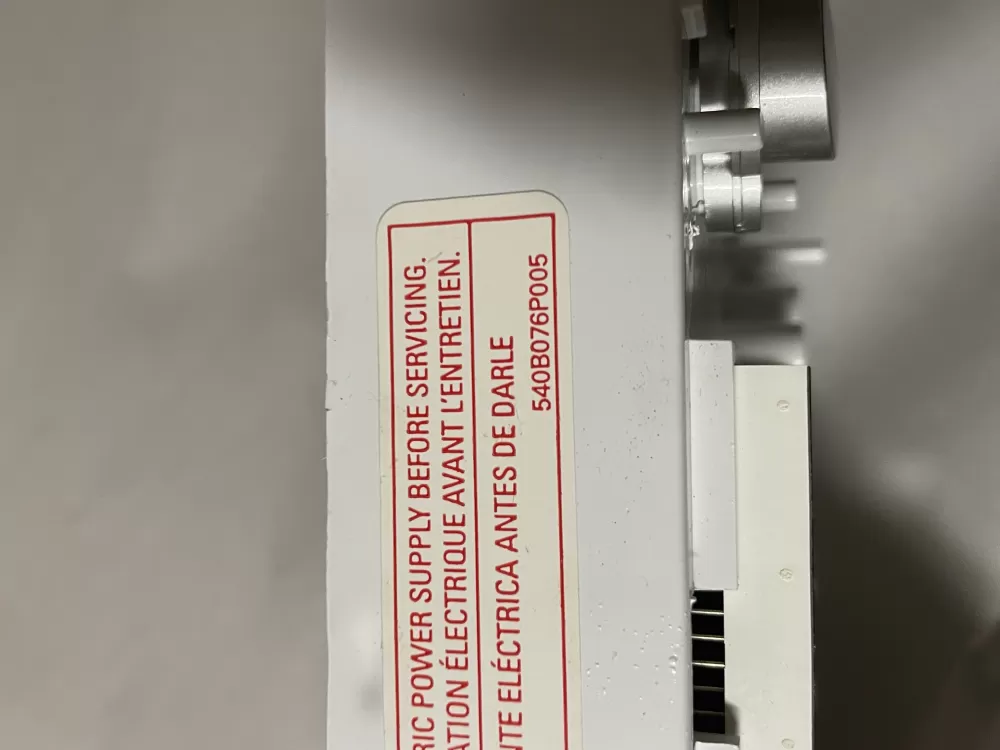 RIC POWER SUPPLY BEFORE SERVICING.
ATION ÉLECTRIQUE AVANT L'ENTRETIEN.
NTE ELÉCTRICA ANTES DE DARLE
540B076P005